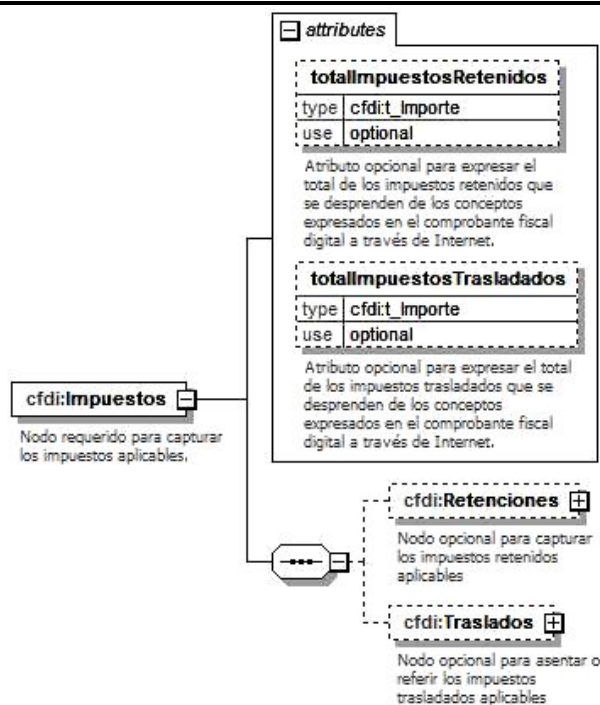 attributes
totalImpuestosRetenidos
type cfdi:t_Importe
use optional
Atributo opcional para expresar el
total de los impuestos retenidos que
se desprenden de los conceptos
expresados en el comprobante fiscal
digital a través de Internet.
totalImpuestosTrasladados
type cfdi:t_Importe
use optional
Atributo opcional para expresar el total
de los impuestos trasladados que se
desprenden de los conceptos
expresados en el comprobante fiscal
digital a través de Internet.
cfdi:Impuestos
Nodo requerido para capturar
los impuestos aplicables.
cfdi:Retenciones
Nodo opcional para capturar
los impuestos retenidos
aplicables
cfdi:Traslados
Nodo opcional para asentar o
referir los impuestos
trasladados aplicables